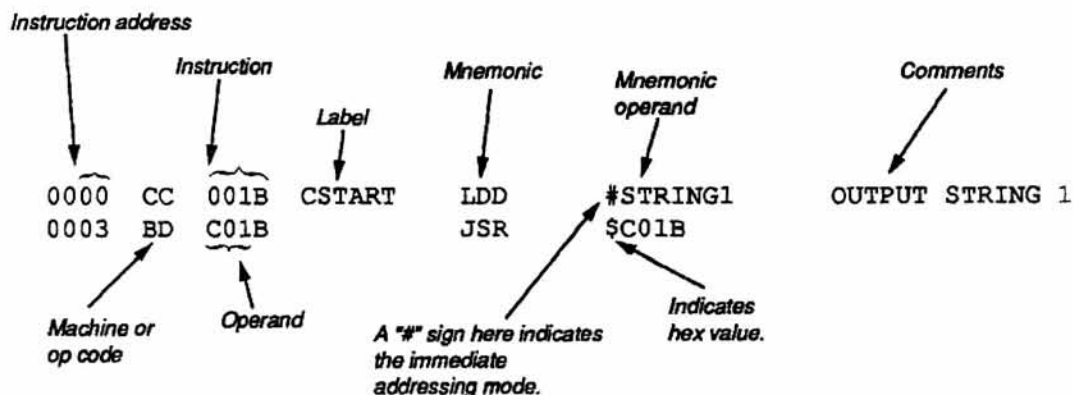 Instruction address
Instruction
Mnemonic
Mnemonic
operand
Comments
Label
0000 CC 001B CSTART LDD #STRING1 OUTPUT STRING 1
0003 BD C01B JSR $C01B
Machine or
op code
Operand
A "#" sign here indicates
the immediate
addressing mode.
Indicates
hex value.